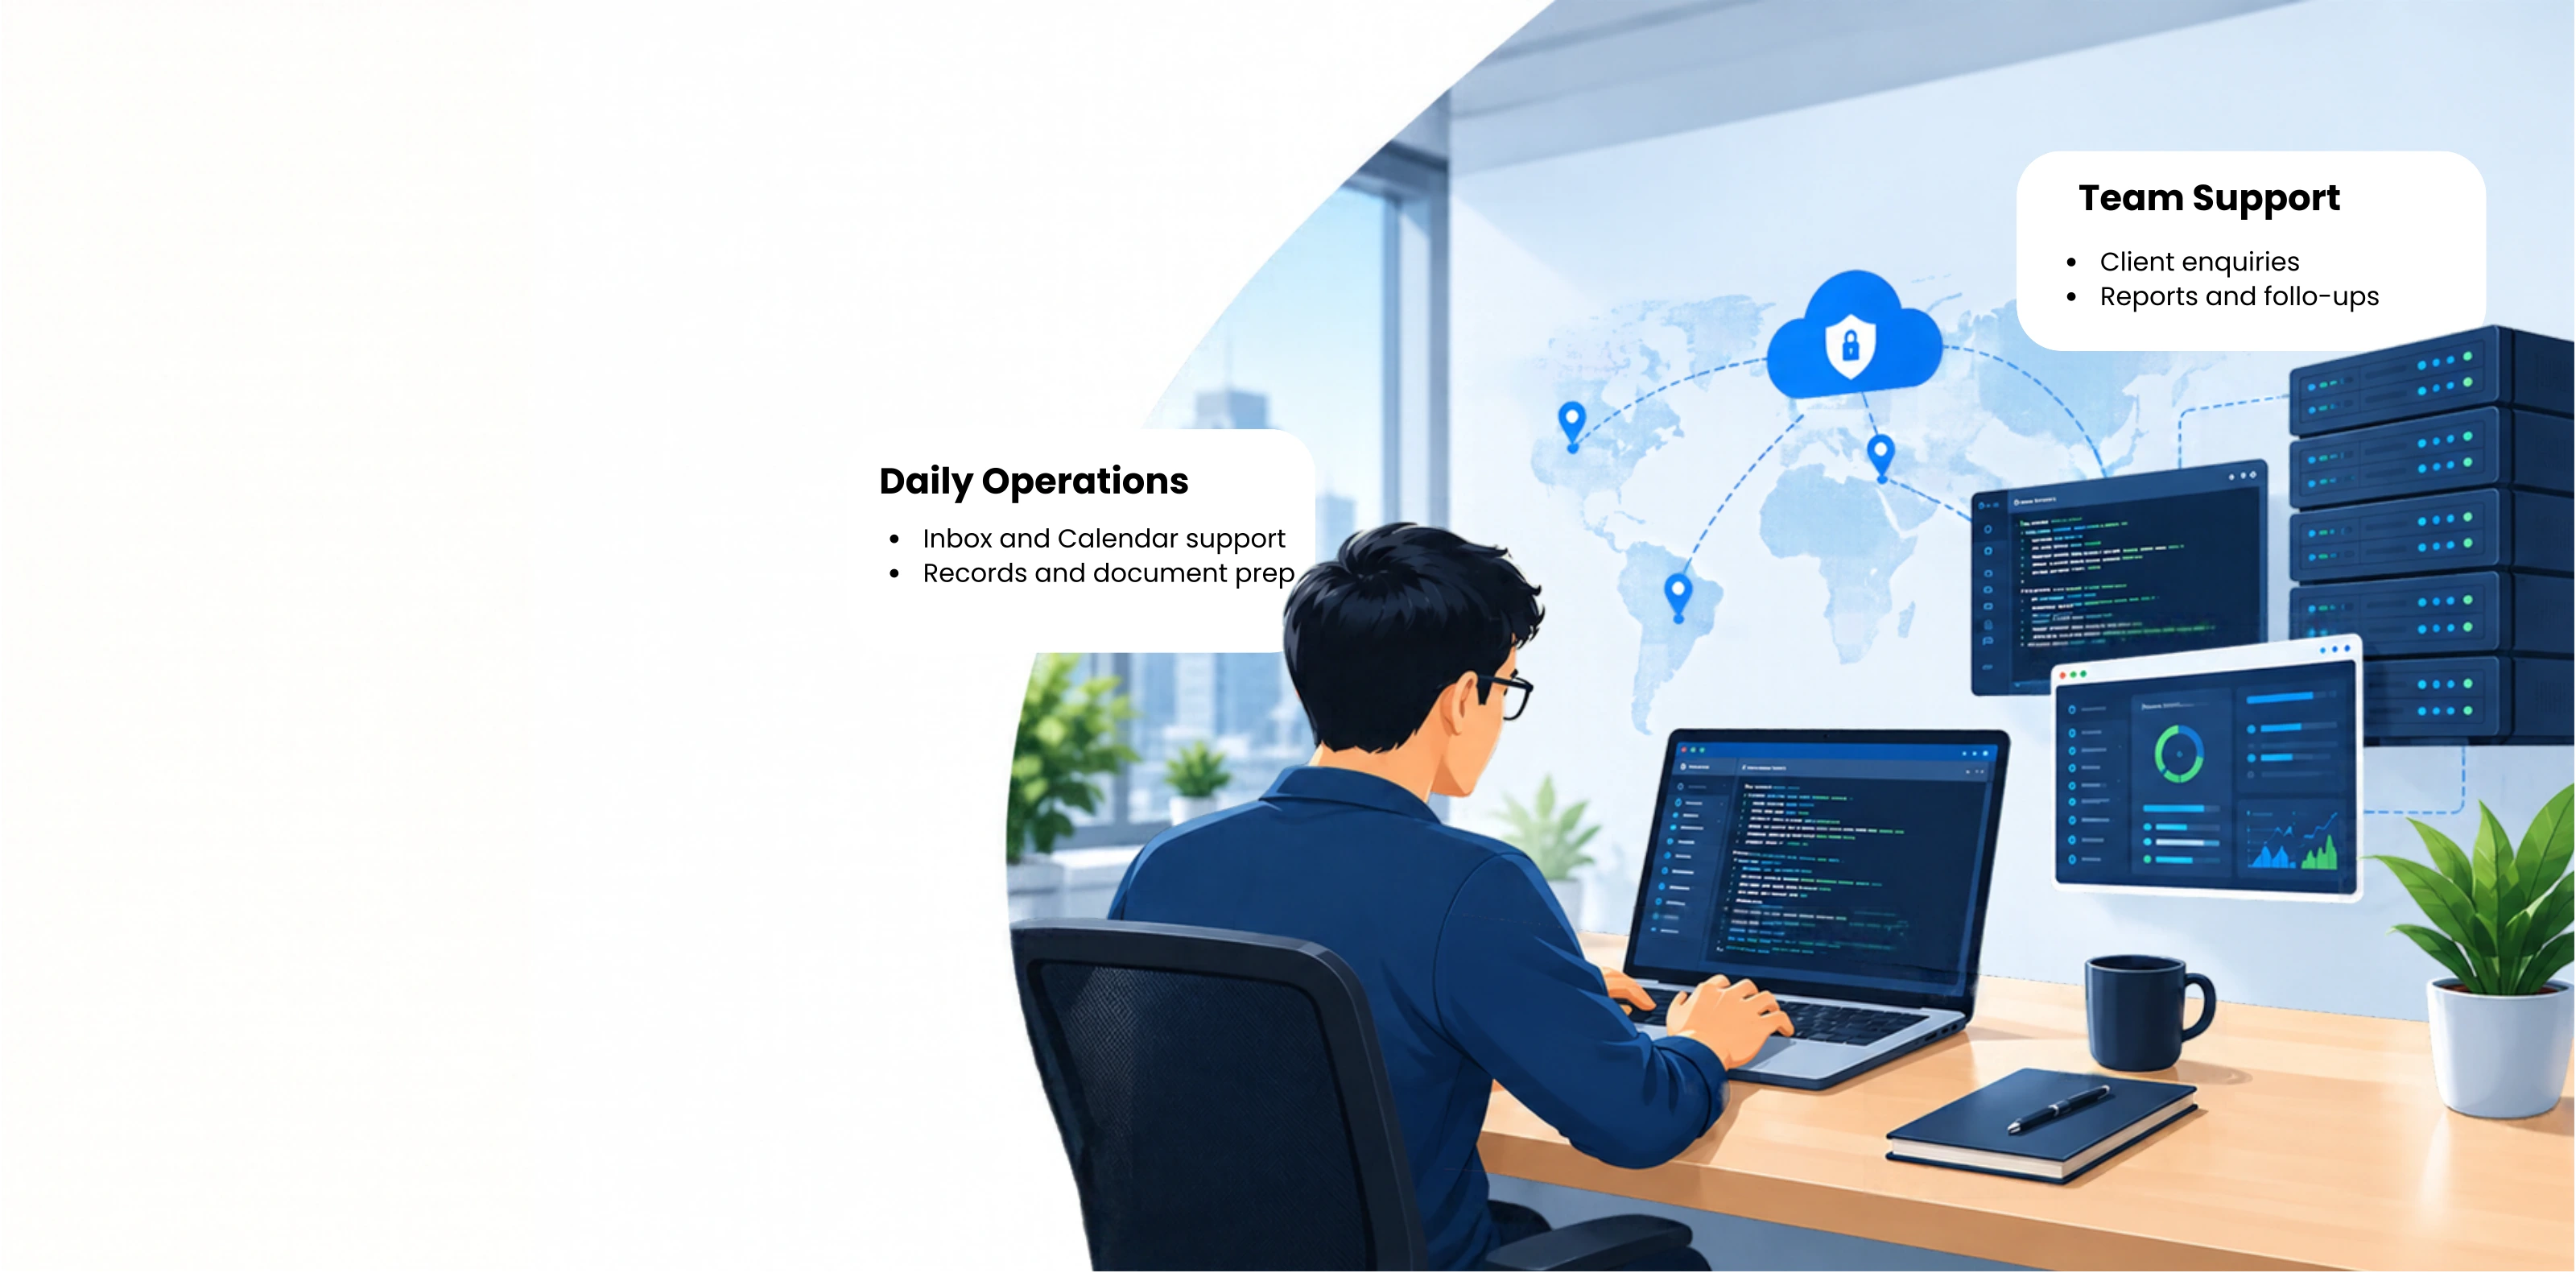 Team Support
• Client enquiries
• Reports and follo-ups
Daily Operations
• Inbox and Calendar support
• Records and document prep